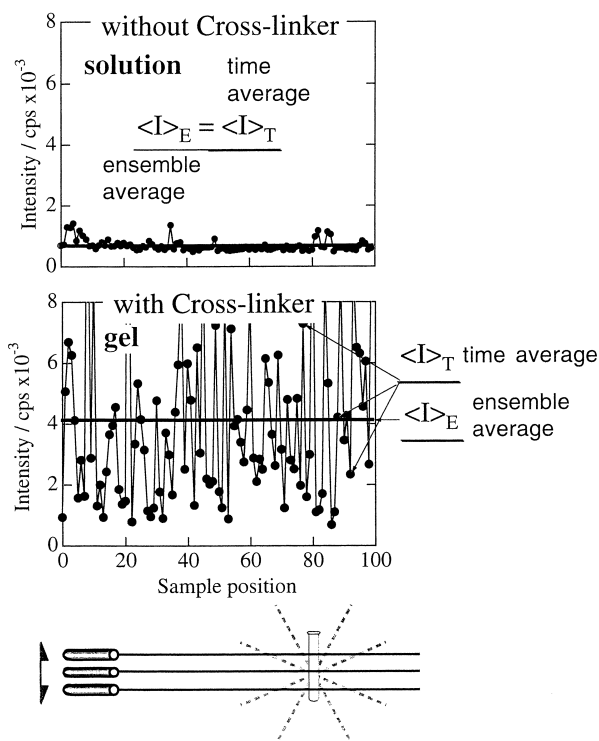 without Cross-linker
solution
time
average
<I>E = <I>T
ensemble
average
Intensity / cps x10-3
8
6
4
2
0
with Cross-linker
gel
Intensity / cps x10-3
8
6
4
2
0
<I>T time average
<I>E ensemble
average
0 20 40 60 80 100
Sample position